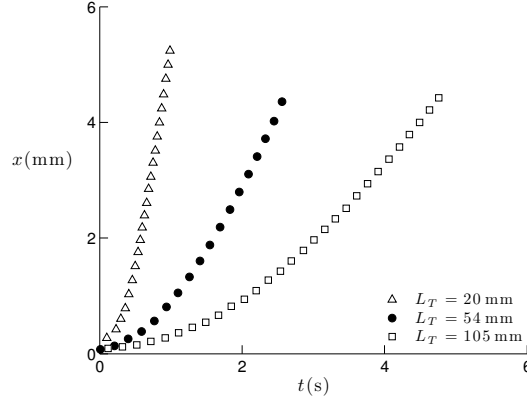 6
4
x(mm)
2
L_T = 20 mm
L_T = 54 mm
L_T = 105 mm
0
0 2 4 6
t(s)